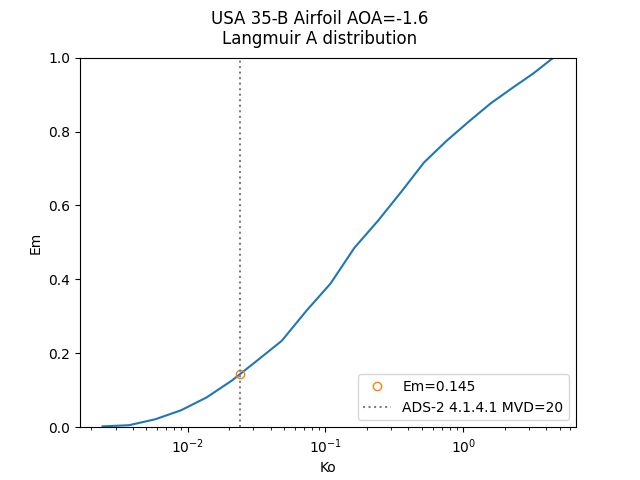 USA 35-B Airfoil AOA=-1.6
Langmuir A distribution
1.0
0.8
0.6
0.4
0.2
0.0
Em
Em=0.145
ADS-2 4.1.4.1 MVD=20
10⁻²
10⁻¹
10⁰
Ko